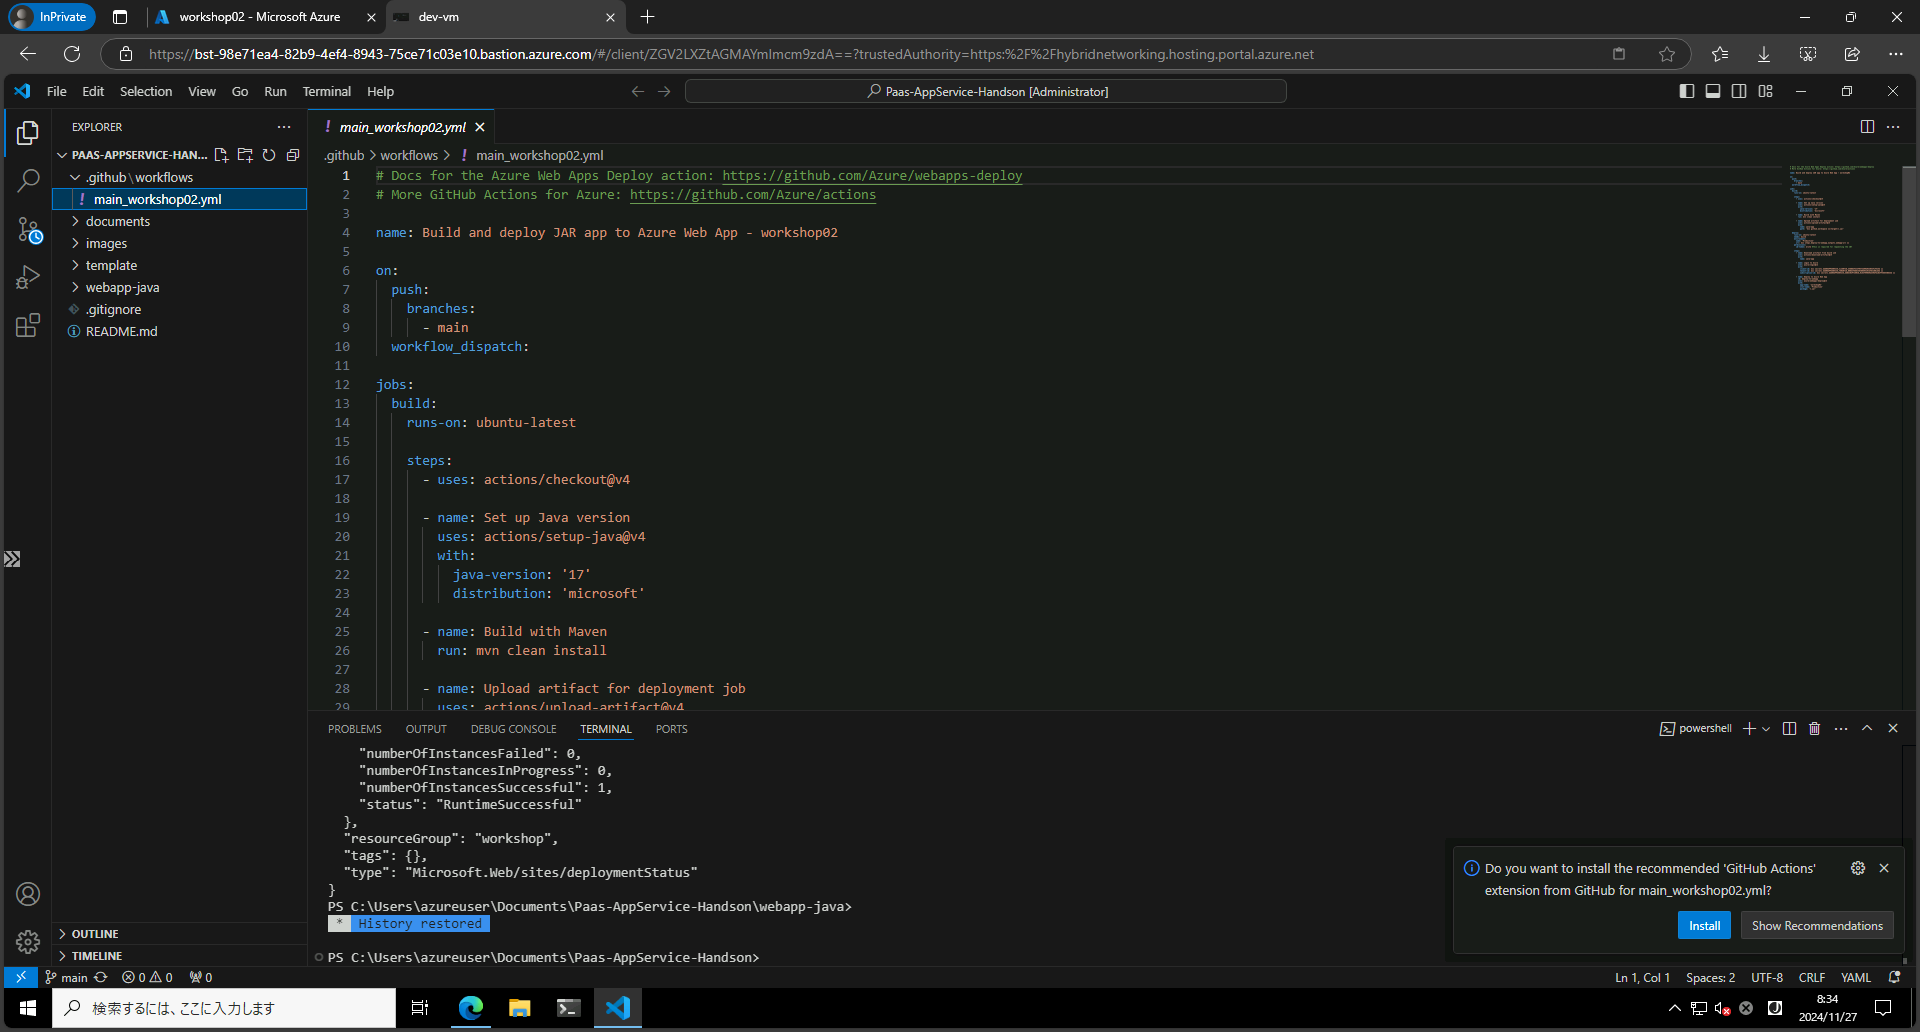 InPrivate
workshop02 - Microsoft Azure
dev-vm
https://bst-98e71ea4-82b9-4ef4-8943-75ce71c03e10.bastion.azure.com/#/client/ZGV2LXZtAGMAYmlmcm9zdA==?trustedAuthority=https:%2F%2Fhybridnetworking.hosting.portal.azure.net
File Edit Selection View Go Run Terminal Help
Paas-AppService-Handson [Administrator]
EXPLORER
PAAS-APPSERVICE-HAN...
.github\workflows
main_workshop02.yml
documents
images
template
webapp-java
.gitignore
README.md
OUTLINE
TIMELINE
main_workshop02.yml
.github > workflows > ! main_workshop02.yml
1 # Docs for the Azure Web Apps Deploy action: https://github.com/Azure/webapps-deploy
2 # More GitHub Actions for Azure: https://github.com/Azure/actions
3
4 name: Build and deploy JAR app to Azure Web App - workshop02
5
6 on:
7 push:
8 branches:
9 - main
10 workflow_dispatch:
11
12 jobs:
13 build:
14 runs-on: ubuntu-latest
15
16 steps:
17 - uses: actions/checkout@v4
18
19 - name: Set up Java version
20 uses: actions/setup-java@v4
21 with:
22 java-version: '17'
23 distribution: 'microsoft'
24
25 - name: Build with Maven
26 run: mvn clean install
27
28 - name: Upload artifact for deployment job
29 uses: actions/upload-artifact@v4
PROBLEMS OUTPUT DEBUG CONSOLE TERMINAL PORTS
powershell
"numberOfInstancesFailed": 0,
"numberOfInstancesInProgress": 0,
"numberOfInstancesSuccessful": 1,
"status": "RuntimeSuccessful"
},
"resourceGroup": "workshop",
"tags": {},
"type": "Microsoft.Web/sites/deploymentStatus"
}
PS C:\Users\azureuser\Documents\Paas-AppService-Handson\webapp-java>
* History restored
PS C:\Users\azureuser\Documents\Paas-AppService-Handson>
Do you want to install the recommended 'GitHub Actions'
extension from GitHub for main_workshop02.yml?
Install
Show Recommendations
main 0 0 0
Ln 1, Col 1 Spaces: 2 UTF-8 CRLF YAML
検索するには、ここに入力します
8:34
2024/11/27